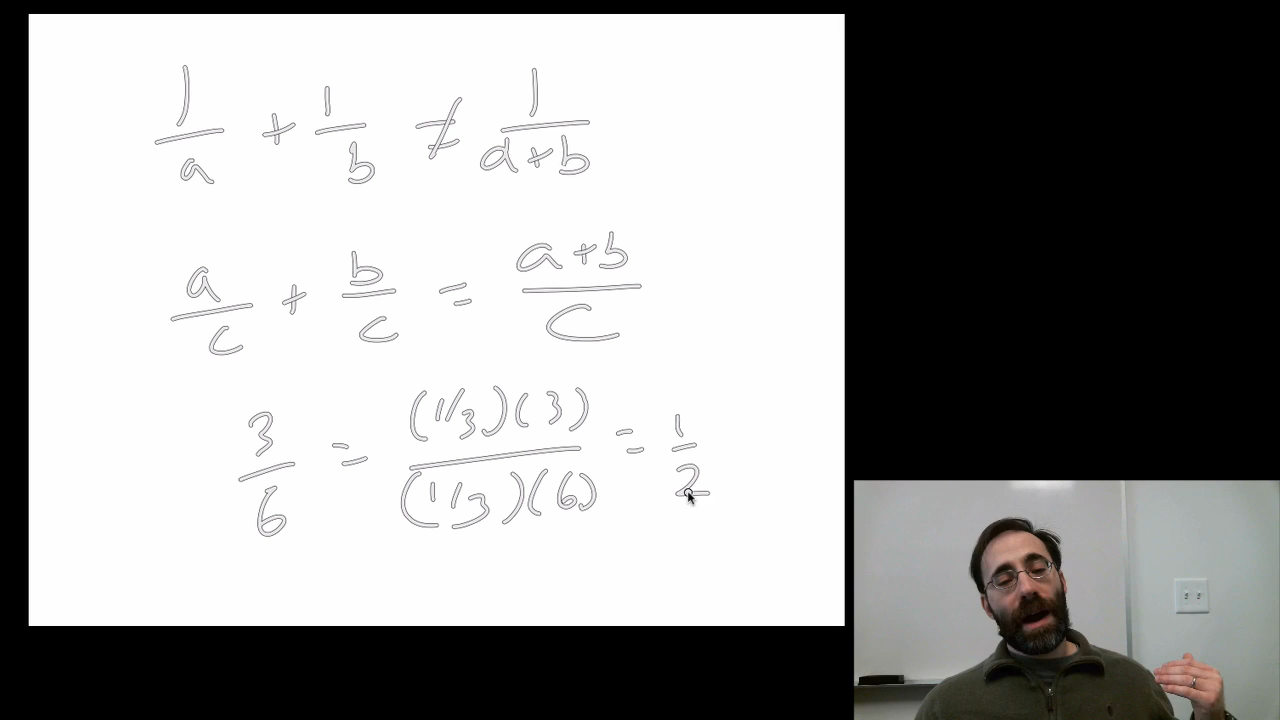 1/a + 1/b ≠ 1/a+b
a/c + b/c = a+b/c
3/6 = (1/3)(3)/(1/3)(6) = 1/2